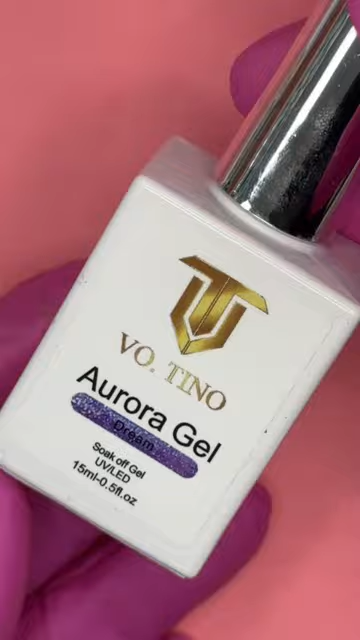 VO. TINO
Aurora Gel
Dream
Soak off Gel
UV/LED
15ml-0.5fl.oz